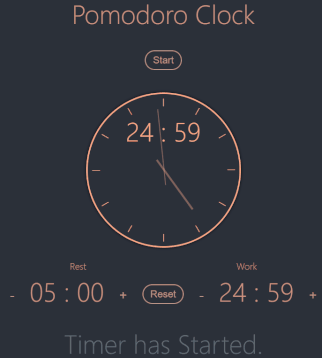 Pomodoro Clock
Start
24 : 59
Rest Work
- 05 : 00 + Reset - 24 : 59 +
Timer has Started.